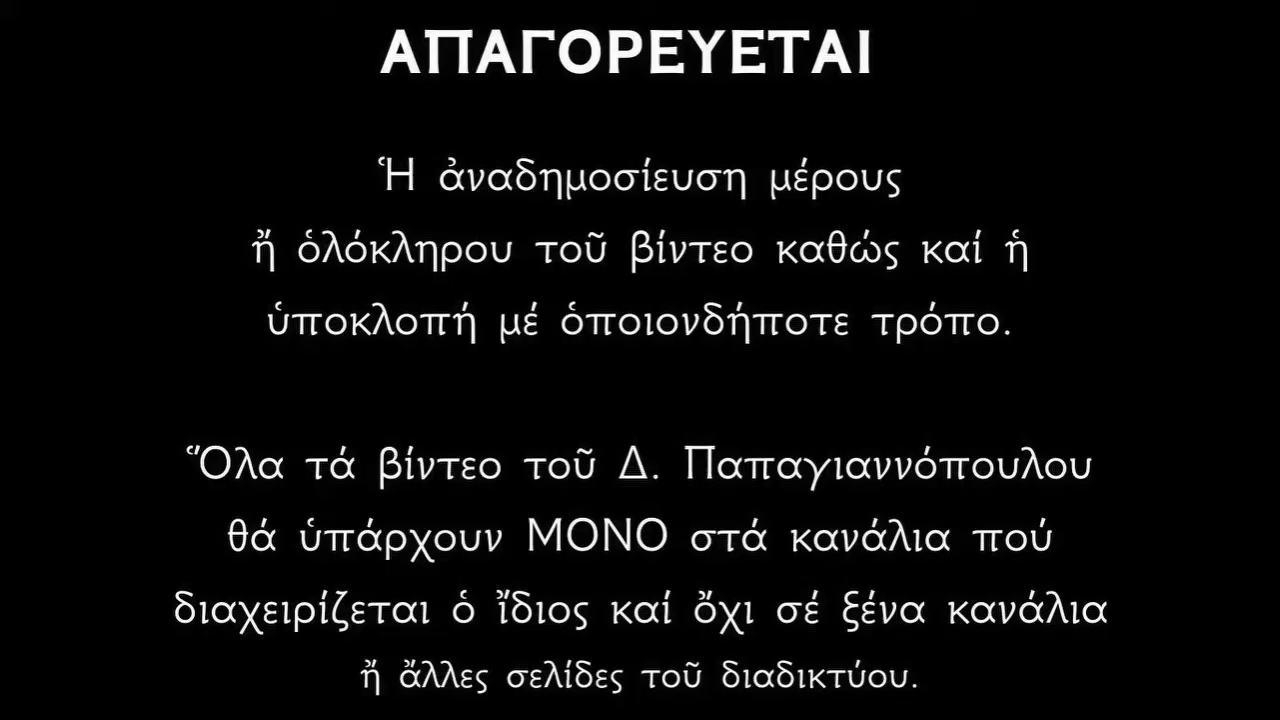 ΑΠΑΓΟΡΕΥΕΤΑΙ
Ἡ ἀναδημοσίευση μέρους
ἤ ὁλόκληρου τοῦ βίντεο καθώς καί ἡ
ὑποκλοπή μέ ὁποιονδήποτε τρόπο.
Ὅλα τά βίντεο τοῦ Δ. Παπαγιαννόπουλου
θά ὑπάρχουν ΜΟΝΟ στά κανάλια πού
διαχειρίζεται ὁ ἴδιος καί ὄχι σέ ξένα κανάλια
ἤ ἄλλες σελίδες τοῦ διαδικτύου.